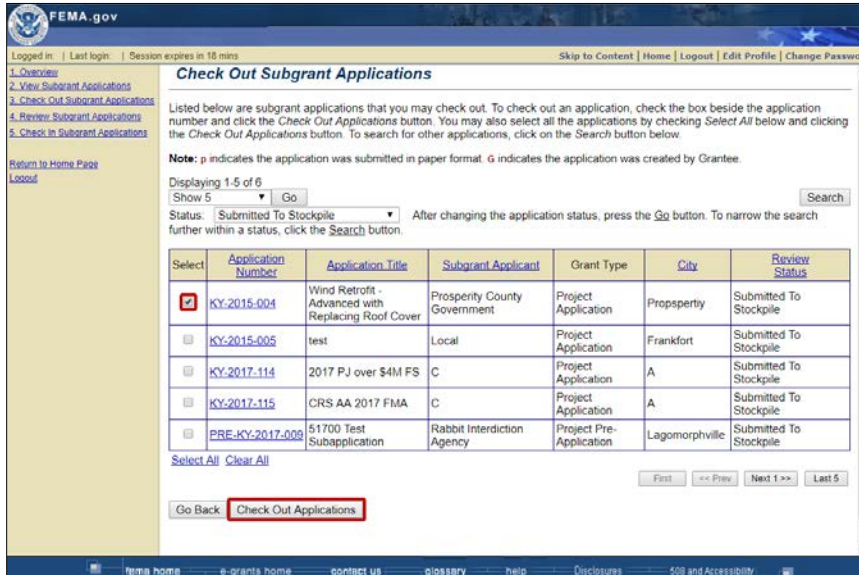 FEMA.gov
Logged in: | Last login: | Session expires in 18 mins
Skip to Content | Home | Logout | Edit Profile | Change Passwo
1. Overview
2. View Subgrant Applications
3. Check Out Subgrant Applications
4. Review Subgrant Applications
5. Check In Subgrant Applications
Return to Home Page
Logout
Check Out Subgrant Applications
Listed below are subgrant applications that you may check out. To check out an application, check the box beside the application
number and click the Check Out Applications button. You may also select all the applications by checking Select All below and clicking
the Check Out Applications button. To search for other applications, click on the Search button below.
Note: p indicates the application was submitted in paper format. G indicates the application was created by Grantee.
Displaying 1-5 of 6
Show 5 Go Search
Status: Submitted To Stockpile After changing the application status, press the Go button. To narrow the search
further within a status, click the Search button.
Select Application Number Application Title Subgrant Applicant Grant Type City Review Status
KY-2015-004 Wind Retrofit - Advanced with Replacing Roof Cover Prosperity County Government Project Application Propspertiy Submitted To Stockpile
KY-2015-005 test Local Project Application Frankfort Submitted To Stockpile
KY-2017-114 2017 PJ over $4M FS C Project Application A Submitted To Stockpile
KY-2017-115 CRS AA 2017 FMA C Project Application A Submitted To Stockpile
PRE-KY-2017-009 51700 Test Subapplication Rabbit Interdiction Agency Project Pre-Application Lagomorphville Submitted To Stockpile
Select All Clear All
First << Prev Next 1 >> Last 5
Go Back Check Out Applications
fema home e-grants home contact us glossary help Disclosures 508 and Accessibility